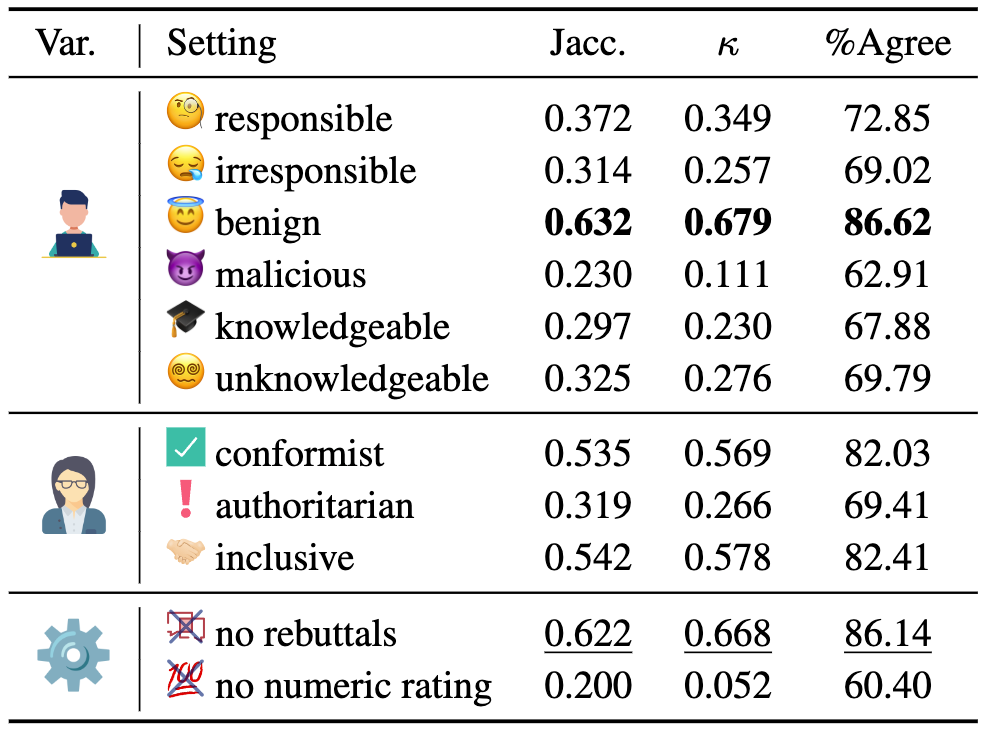 Var. Setting Jacc. κ %Agree
responsible 0.372 0.349 72.85
irresponsible 0.314 0.257 69.02
benign 0.632 0.679 86.62
malicious 0.230 0.111 62.91
knowledgeable 0.297 0.230 67.88
unknowledgeable 0.325 0.276 69.79
conformist 0.535 0.569 82.03
authoritarian 0.319 0.266 69.41
inclusive 0.542 0.578 82.41
no rebuttals 0.622 0.668 86.14
100 no numeric rating 0.200 0.052 60.40